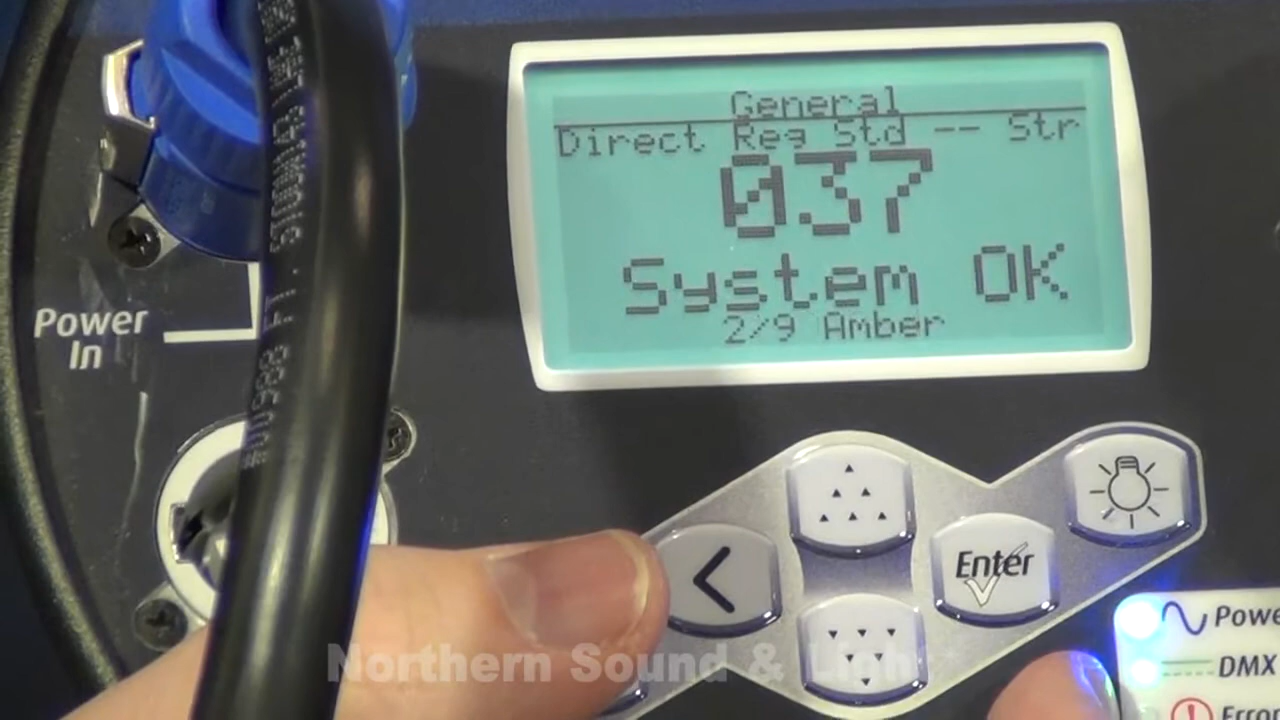 General
Direct Reg Std -- Str
037
System OK
2/9 Amber
Power
In
Enter
Power
DMX
Error
Northern Sound & Light